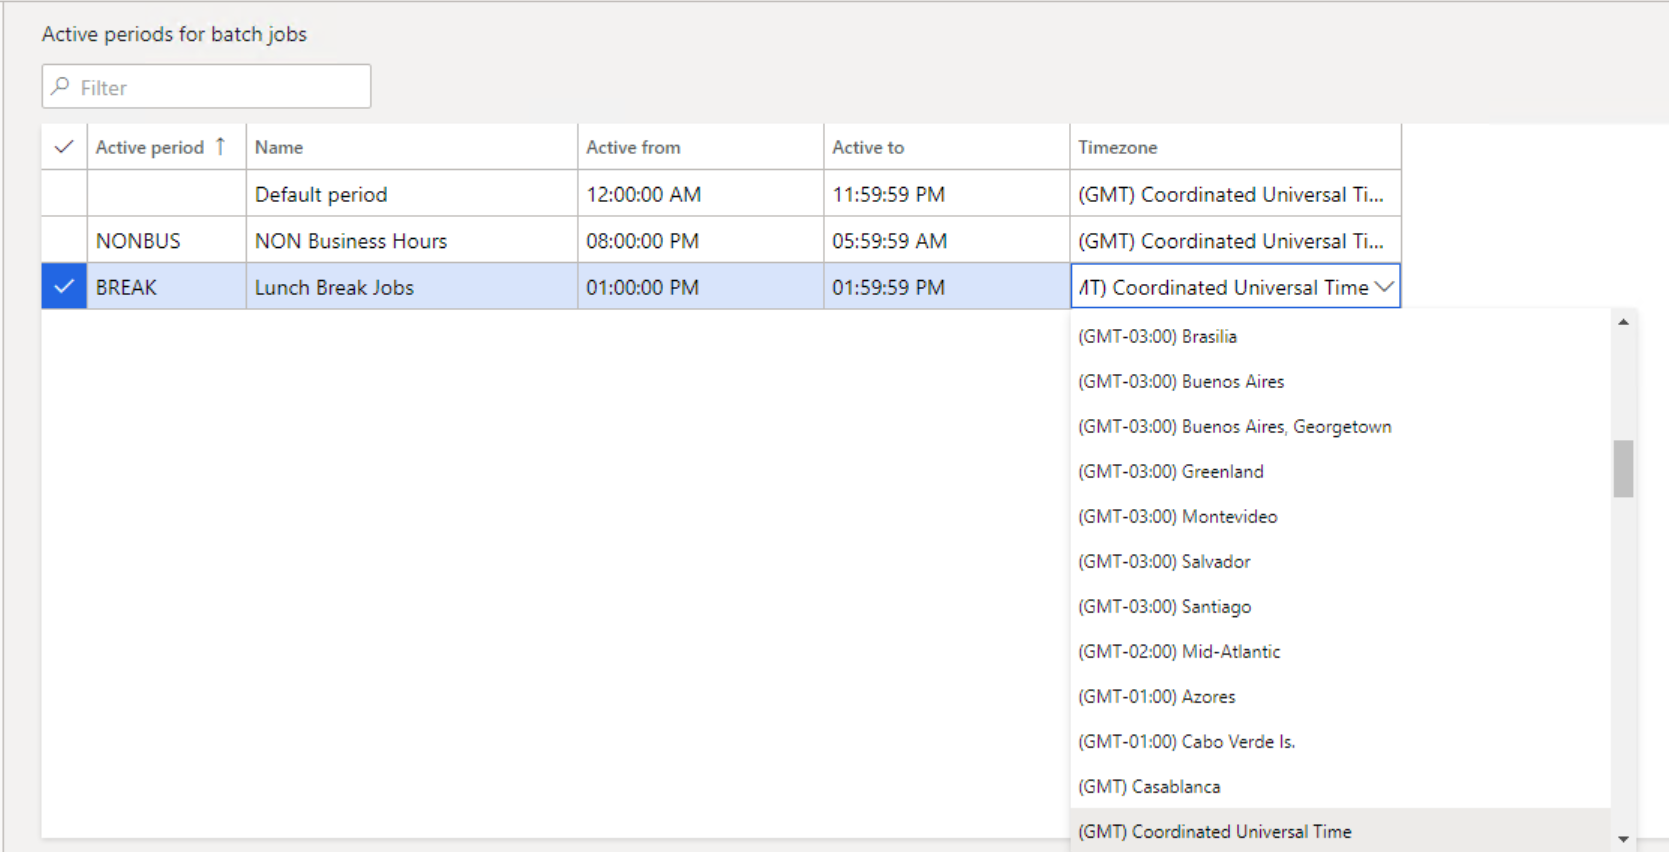 Active periods for batch jobs
Filter
Active period ↑ Name Active from Active to Timezone
Default period 12:00:00 AM 11:59:59 PM (GMT) Coordinated Universal Ti...
NONBUS NON Business Hours 08:00:00 PM 05:59:59 AM (GMT) Coordinated Universal Ti...
BREAK Lunch Break Jobs 01:00:00 PM 01:59:59 PM MT) Coordinated Universal Time
(GMT-03:00) Brasilia
(GMT-03:00) Buenos Aires
(GMT-03:00) Buenos Aires, Georgetown
(GMT-03:00) Greenland
(GMT-03:00) Montevideo
(GMT-03:00) Salvador
(GMT-03:00) Santiago
(GMT-02:00) Mid-Atlantic
(GMT-01:00) Azores
(GMT-01:00) Cabo Verde Is.
(GMT) Casablanca
(GMT) Coordinated Universal Time